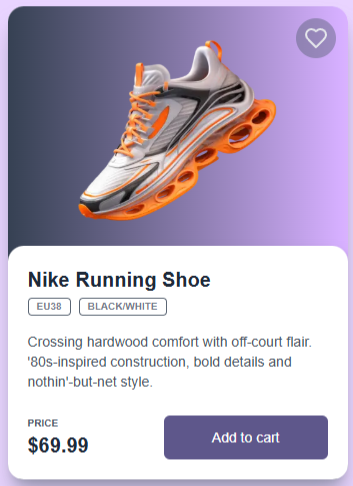 Nike Running Shoe
EU38 BLACK/WHITE
Crossing hardwood comfort with off-court flair.
'80s-inspired construction, bold details and
nothin'-but-net style.
PRICE
$69.99
Add to cart